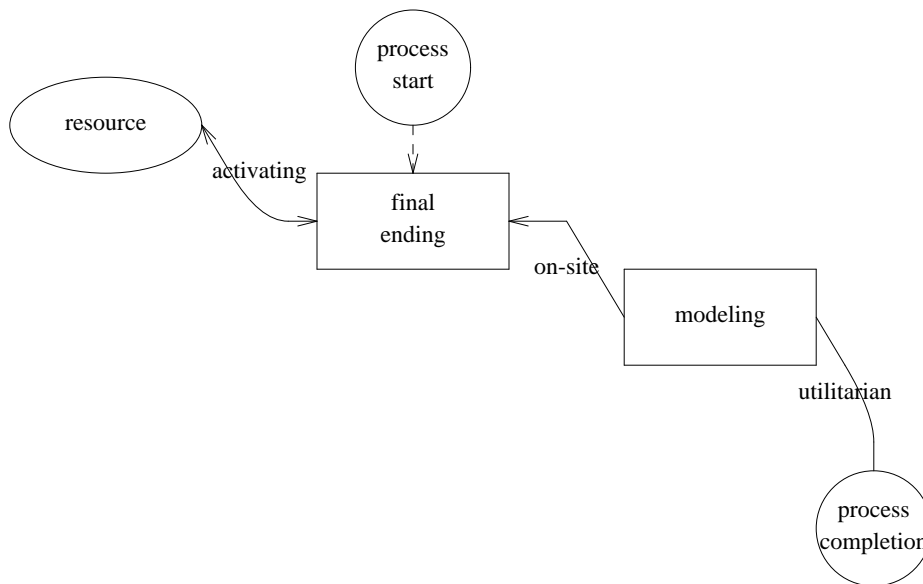 process
start
resource
activating
final
ending
on-site
modeling
utilitarian
process
completion